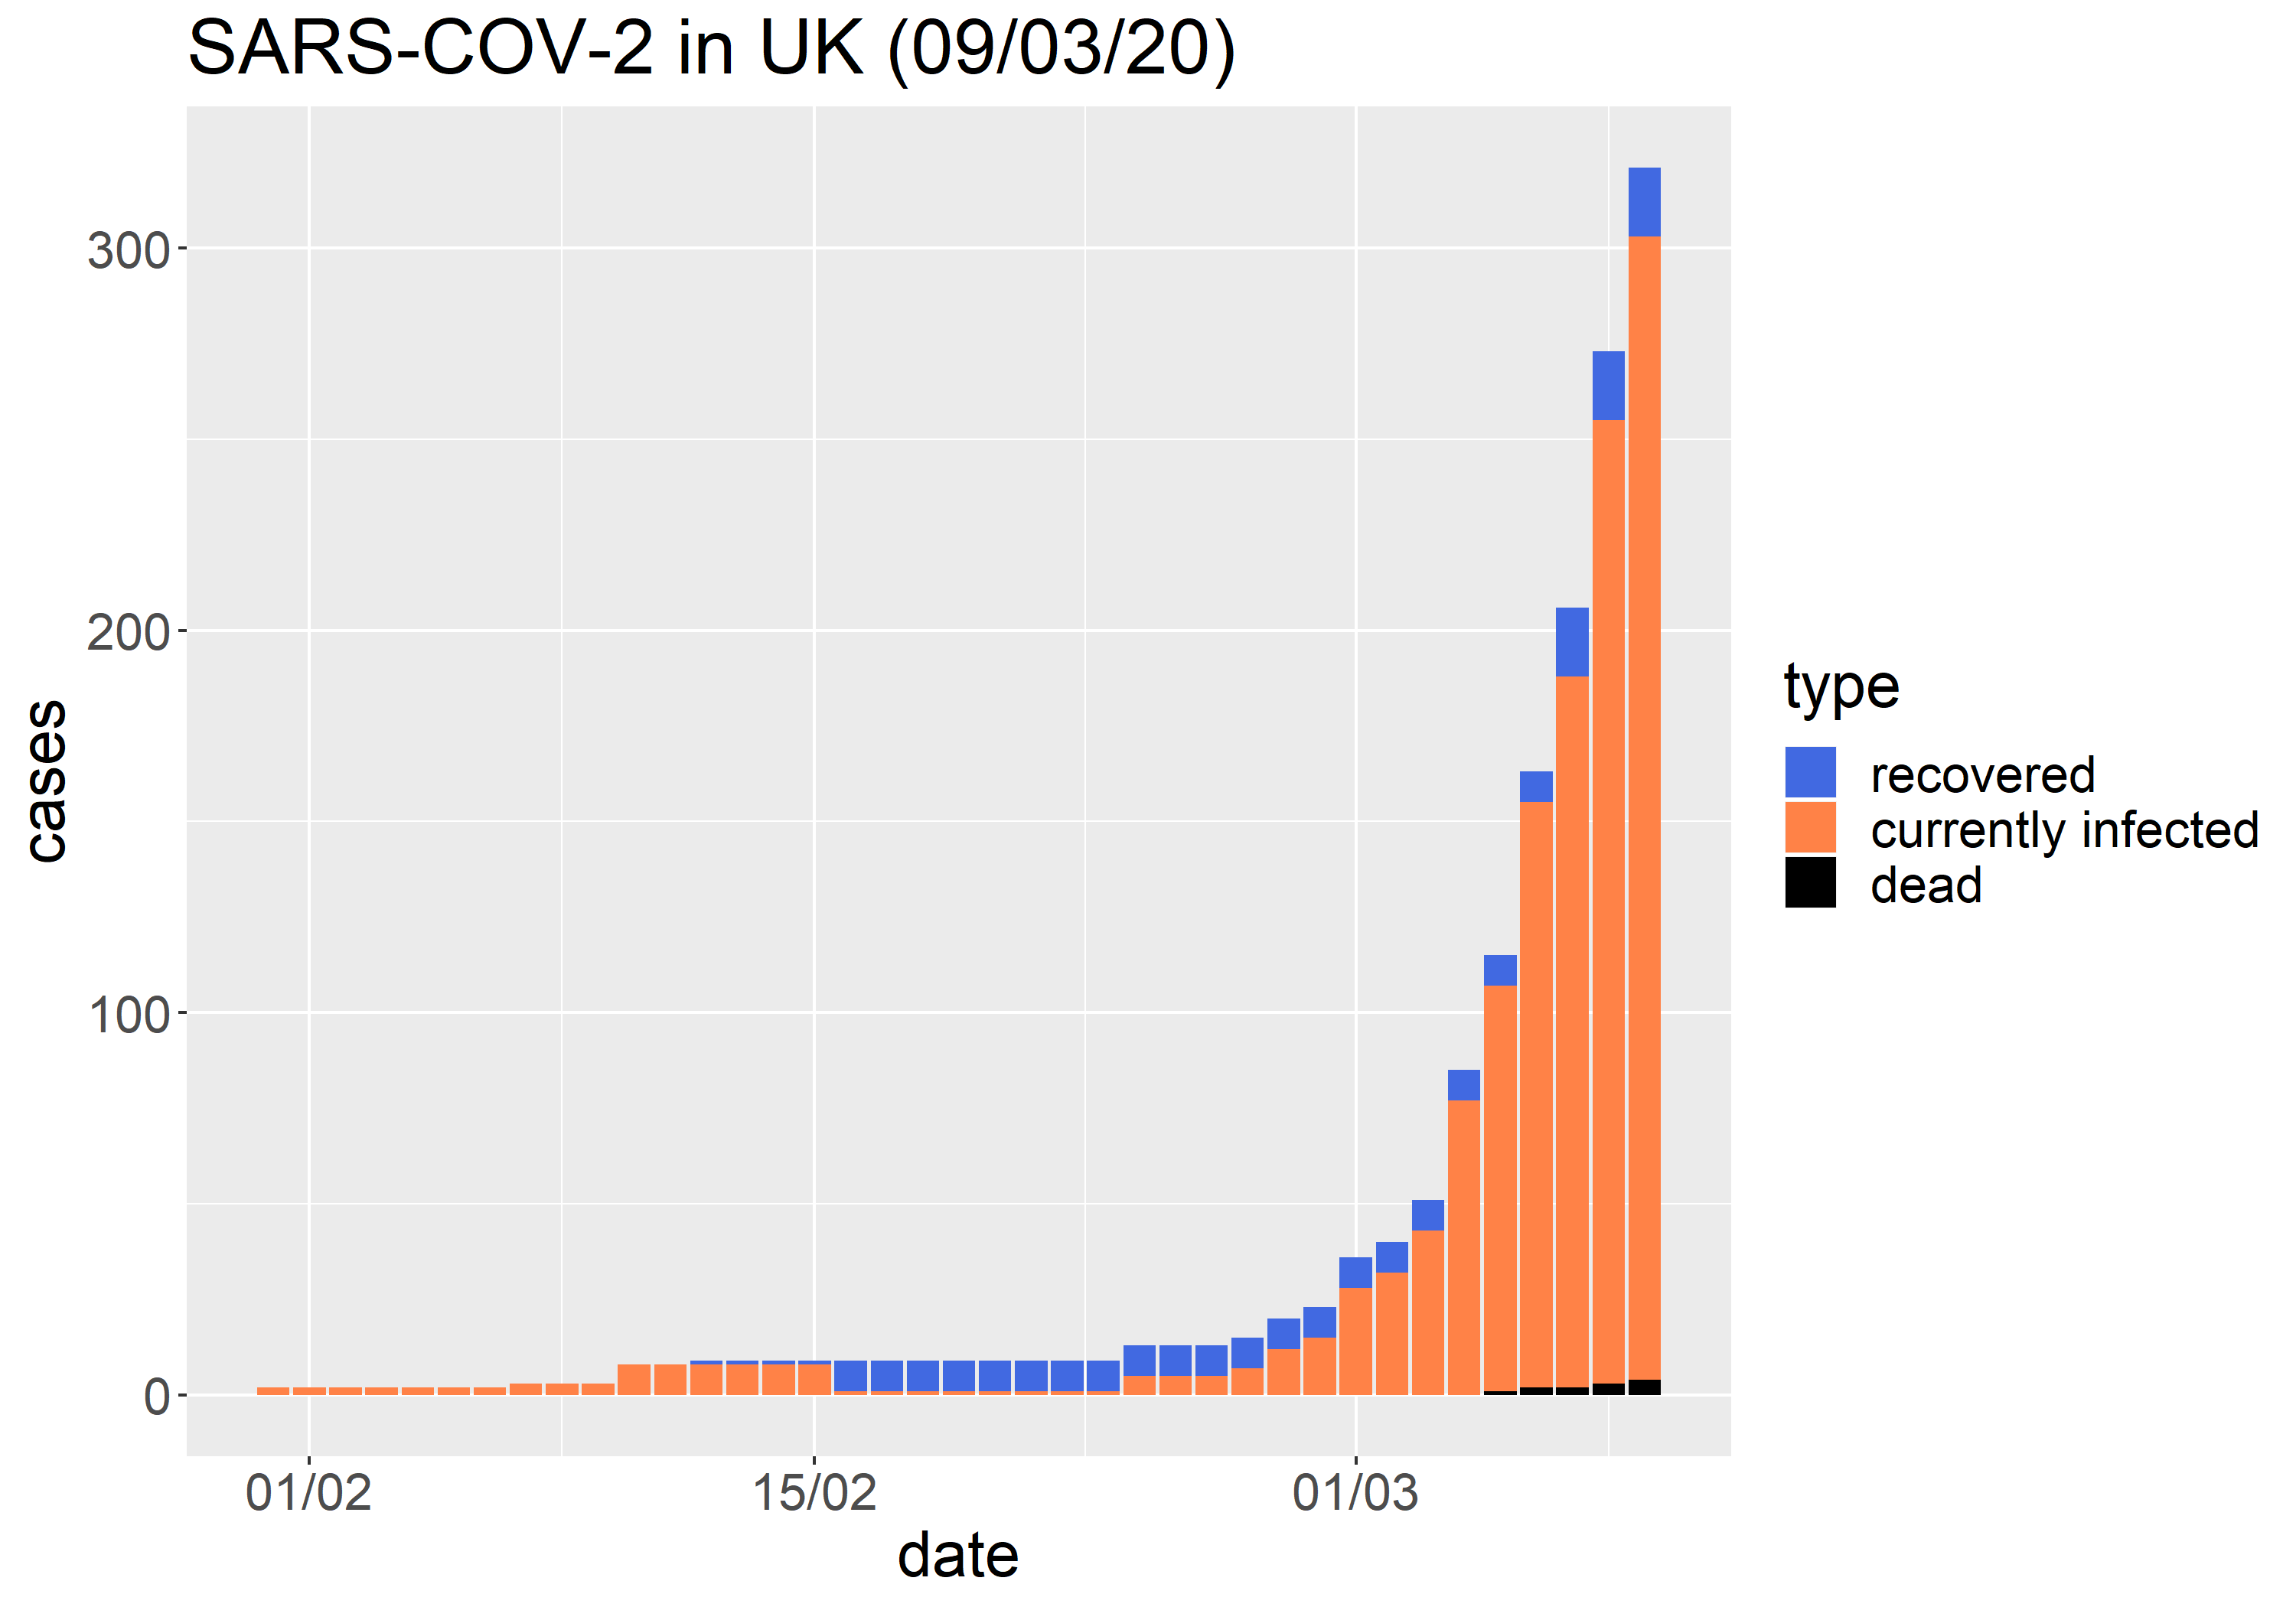 SARS-COV-2 in UK (09/03/20)
300
200
100
0
cases
01/02 15/02 01/03
date
type
recovered
currently infected
dead